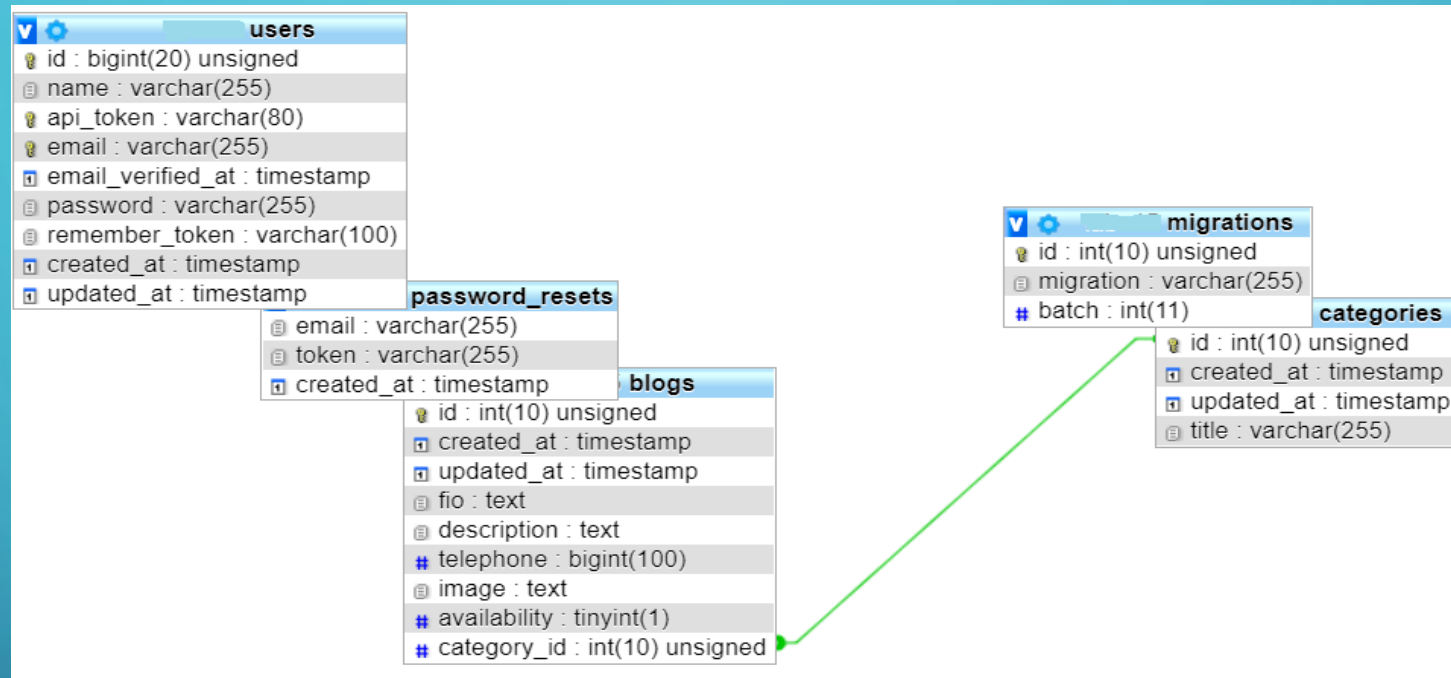 users
id : bigint(20) unsigned
name : varchar(255)
api_token : varchar(80)
email : varchar(255)
email_verified_at : timestamp
password : varchar(255)
remember_token : varchar(100)
created_at : timestamp
updated_at : timestamp
password_resets
email : varchar(255)
token : varchar(255)
created_at : timestamp
blogs
id : int(10) unsigned
created_at : timestamp
updated_at : timestamp
fio : text
description : text
telephone : bigint(100)
image : text
availability : tinyint(1)
category_id : int(10) unsigned
migrations
id : int(10) unsigned
migration : varchar(255)
batch : int(11)
categories
id : int(10) unsigned
created_at : timestamp
updated_at : timestamp
title : varchar(255)